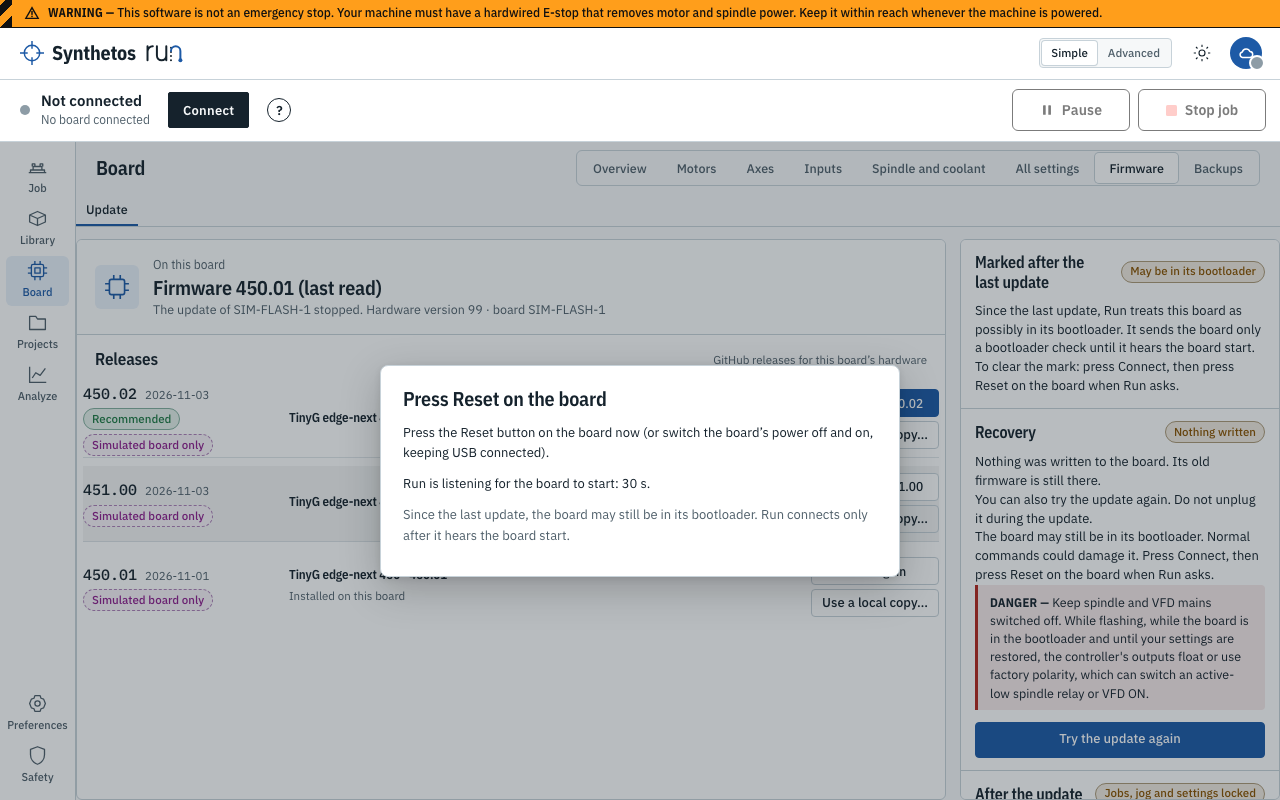 WARNING — This software is not an emergency stop. Your machine must have a hardwired E-stop that removes motor and spindle power. Keep it within reach whenever the machine is powered.
Synthetos run
Simple
Advanced
Not connected
No board connected
Connect
?
Pause
Stop job
Job
Library
Board
Projects
Analyze
Preferences
Safety
Board
Overview
Motors
Axes
Inputs
Spindle and coolant
All settings
Firmware
Backups
Update
On this board
Firmware 450.01 (last read)
The update of SIM-FLASH-1 stopped. Hardware version 99 · board SIM-FLASH-1
Releases
GitHub releases for this board's hardware
450.02 2026-11-03
Recommended
Simulated board only
TinyG edge-next
0.02
opy...
451.00 2026-11-03
Simulated board only
TinyG edge-next
1.00
opy...
450.01 2026-11-01
Simulated board only
TinyG edge-next
Installed on this board
Use a local copy...
Press Reset on the board
Press the Reset button on the board now (or switch the board’s power off and on,
keeping USB connected).
Run is listening for the board to start: 30 s.
Since the last update, the board may still be in its bootloader. Run connects only
after it hears the board start.
Marked after the
last update
May be in its bootloader
Since the last update, Run treats this board as
possibly in its bootloader. It sends the board only
a bootloader check until it hears the board start.
To clear the mark: press Connect, then press
Reset on the board when Run asks.
Recovery
Nothing written
Nothing was written to the board. Its old
firmware is still there.
You can also try the update again. Do not unplug
it during the update.
The board may still be in its bootloader. Normal
commands could damage it. Press Connect, then
press Reset on the board when Run asks.
DANGER — Keep spindle and VFD mains
switched off. While flashing, while the board is
in the bootloader and until your settings are
restored, the controller's outputs float or use
factory polarity, which can switch an active-
low spindle relay or VFD ON.
Try the update again
After the update
Jobs, jog and settings locked